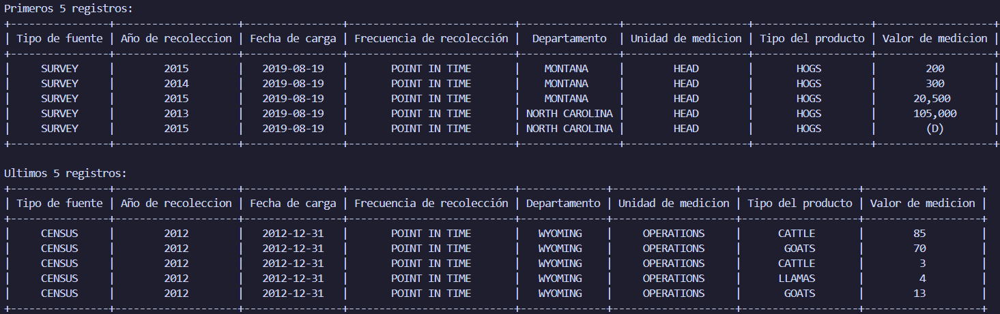 Primeros 5 registros:
+----------------+--------------------+----------------+---------------------------+----------------+--------------------+-------------------+-------------------+
| Tipo de fuente | Año de recoleccion | Fecha de carga | Frecuencia de recolección | Departamento | Unidad de medicion | Tipo del producto | Valor de medicion |
+----------------+--------------------+----------------+---------------------------+----------------+--------------------+-------------------+-------------------+
| SURVEY | 2015 | 2019-08-19 | POINT IN TIME | MONTANA | HEAD | HOGS | 200 |
| SURVEY | 2014 | 2019-08-19 | POINT IN TIME | MONTANA | HEAD | HOGS | 300 |
| SURVEY | 2015 | 2019-08-19 | POINT IN TIME | MONTANA | HEAD | HOGS | 20,500 |
| SURVEY | 2013 | 2019-08-19 | POINT IN TIME | NORTH CAROLINA | HEAD | HOGS | 105,000 |
| SURVEY | 2015 | 2019-08-19 | POINT IN TIME | NORTH CAROLINA | HEAD | HOGS | (D) |
+----------------+--------------------+----------------+---------------------------+----------------+--------------------+-------------------+-------------------+
Ultimos 5 registros:
+----------------+--------------------+----------------+---------------------------+--------------+--------------------+-------------------+-------------------+
| Tipo de fuente | Año de recoleccion | Fecha de carga | Frecuencia de recolección | Departamento | Unidad de medicion | Tipo del producto | Valor de medicion |
+----------------+--------------------+----------------+---------------------------+--------------+--------------------+-------------------+-------------------+
| CENSUS | 2012 | 2012-12-31 | POINT IN TIME | WYOMING | OPERATIONS | CATTLE | 85 |
| CENSUS | 2012 | 2012-12-31 | POINT IN TIME | WYOMING | OPERATIONS | GOATS | 70 |
| CENSUS | 2012 | 2012-12-31 | POINT IN TIME | WYOMING | OPERATIONS | CATTLE | 3 |
| CENSUS | 2012 | 2012-12-31 | POINT IN TIME | WYOMING | OPERATIONS | LLAMAS | 4 |
| CENSUS | 2012 | 2012-12-31 | POINT IN TIME | WYOMING | OPERATIONS | GOATS | 13 |
+----------------+--------------------+----------------+---------------------------+--------------+--------------------+-------------------+-------------------+